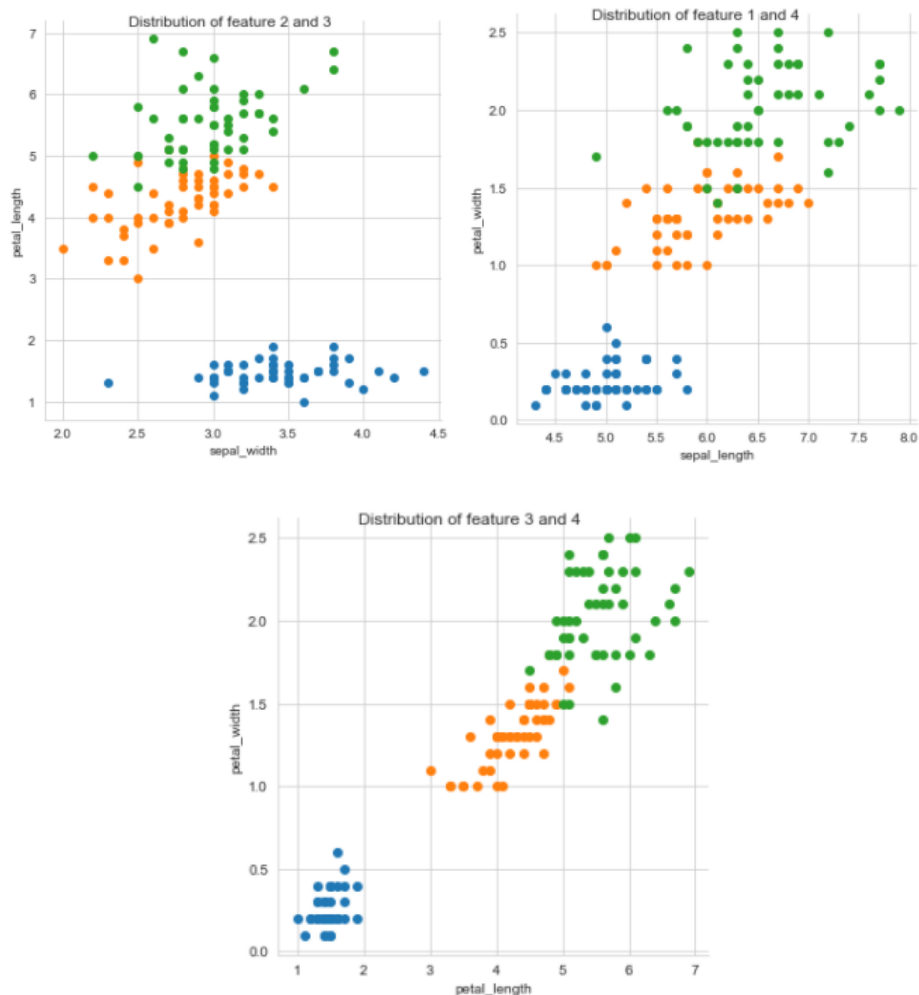 Distribution of feature 2 and 3
7
6
5
4
3
2
1
petal_length
2.0 2.5 3.0 3.5 4.0 4.5
sepal_width
Distribution of feature 1 and 4
2.5
2.0
1.5
1.0
0.5
0.0
petal_width
4.5 5.0 5.5 6.0 6.5 7.0 7.5 8.0
sepal_length
Distribution of feature 3 and 4
2.5
2.0
1.5
1.0
0.5
0.0
petal_width
1 2 3 4 5 6 7
petal_length